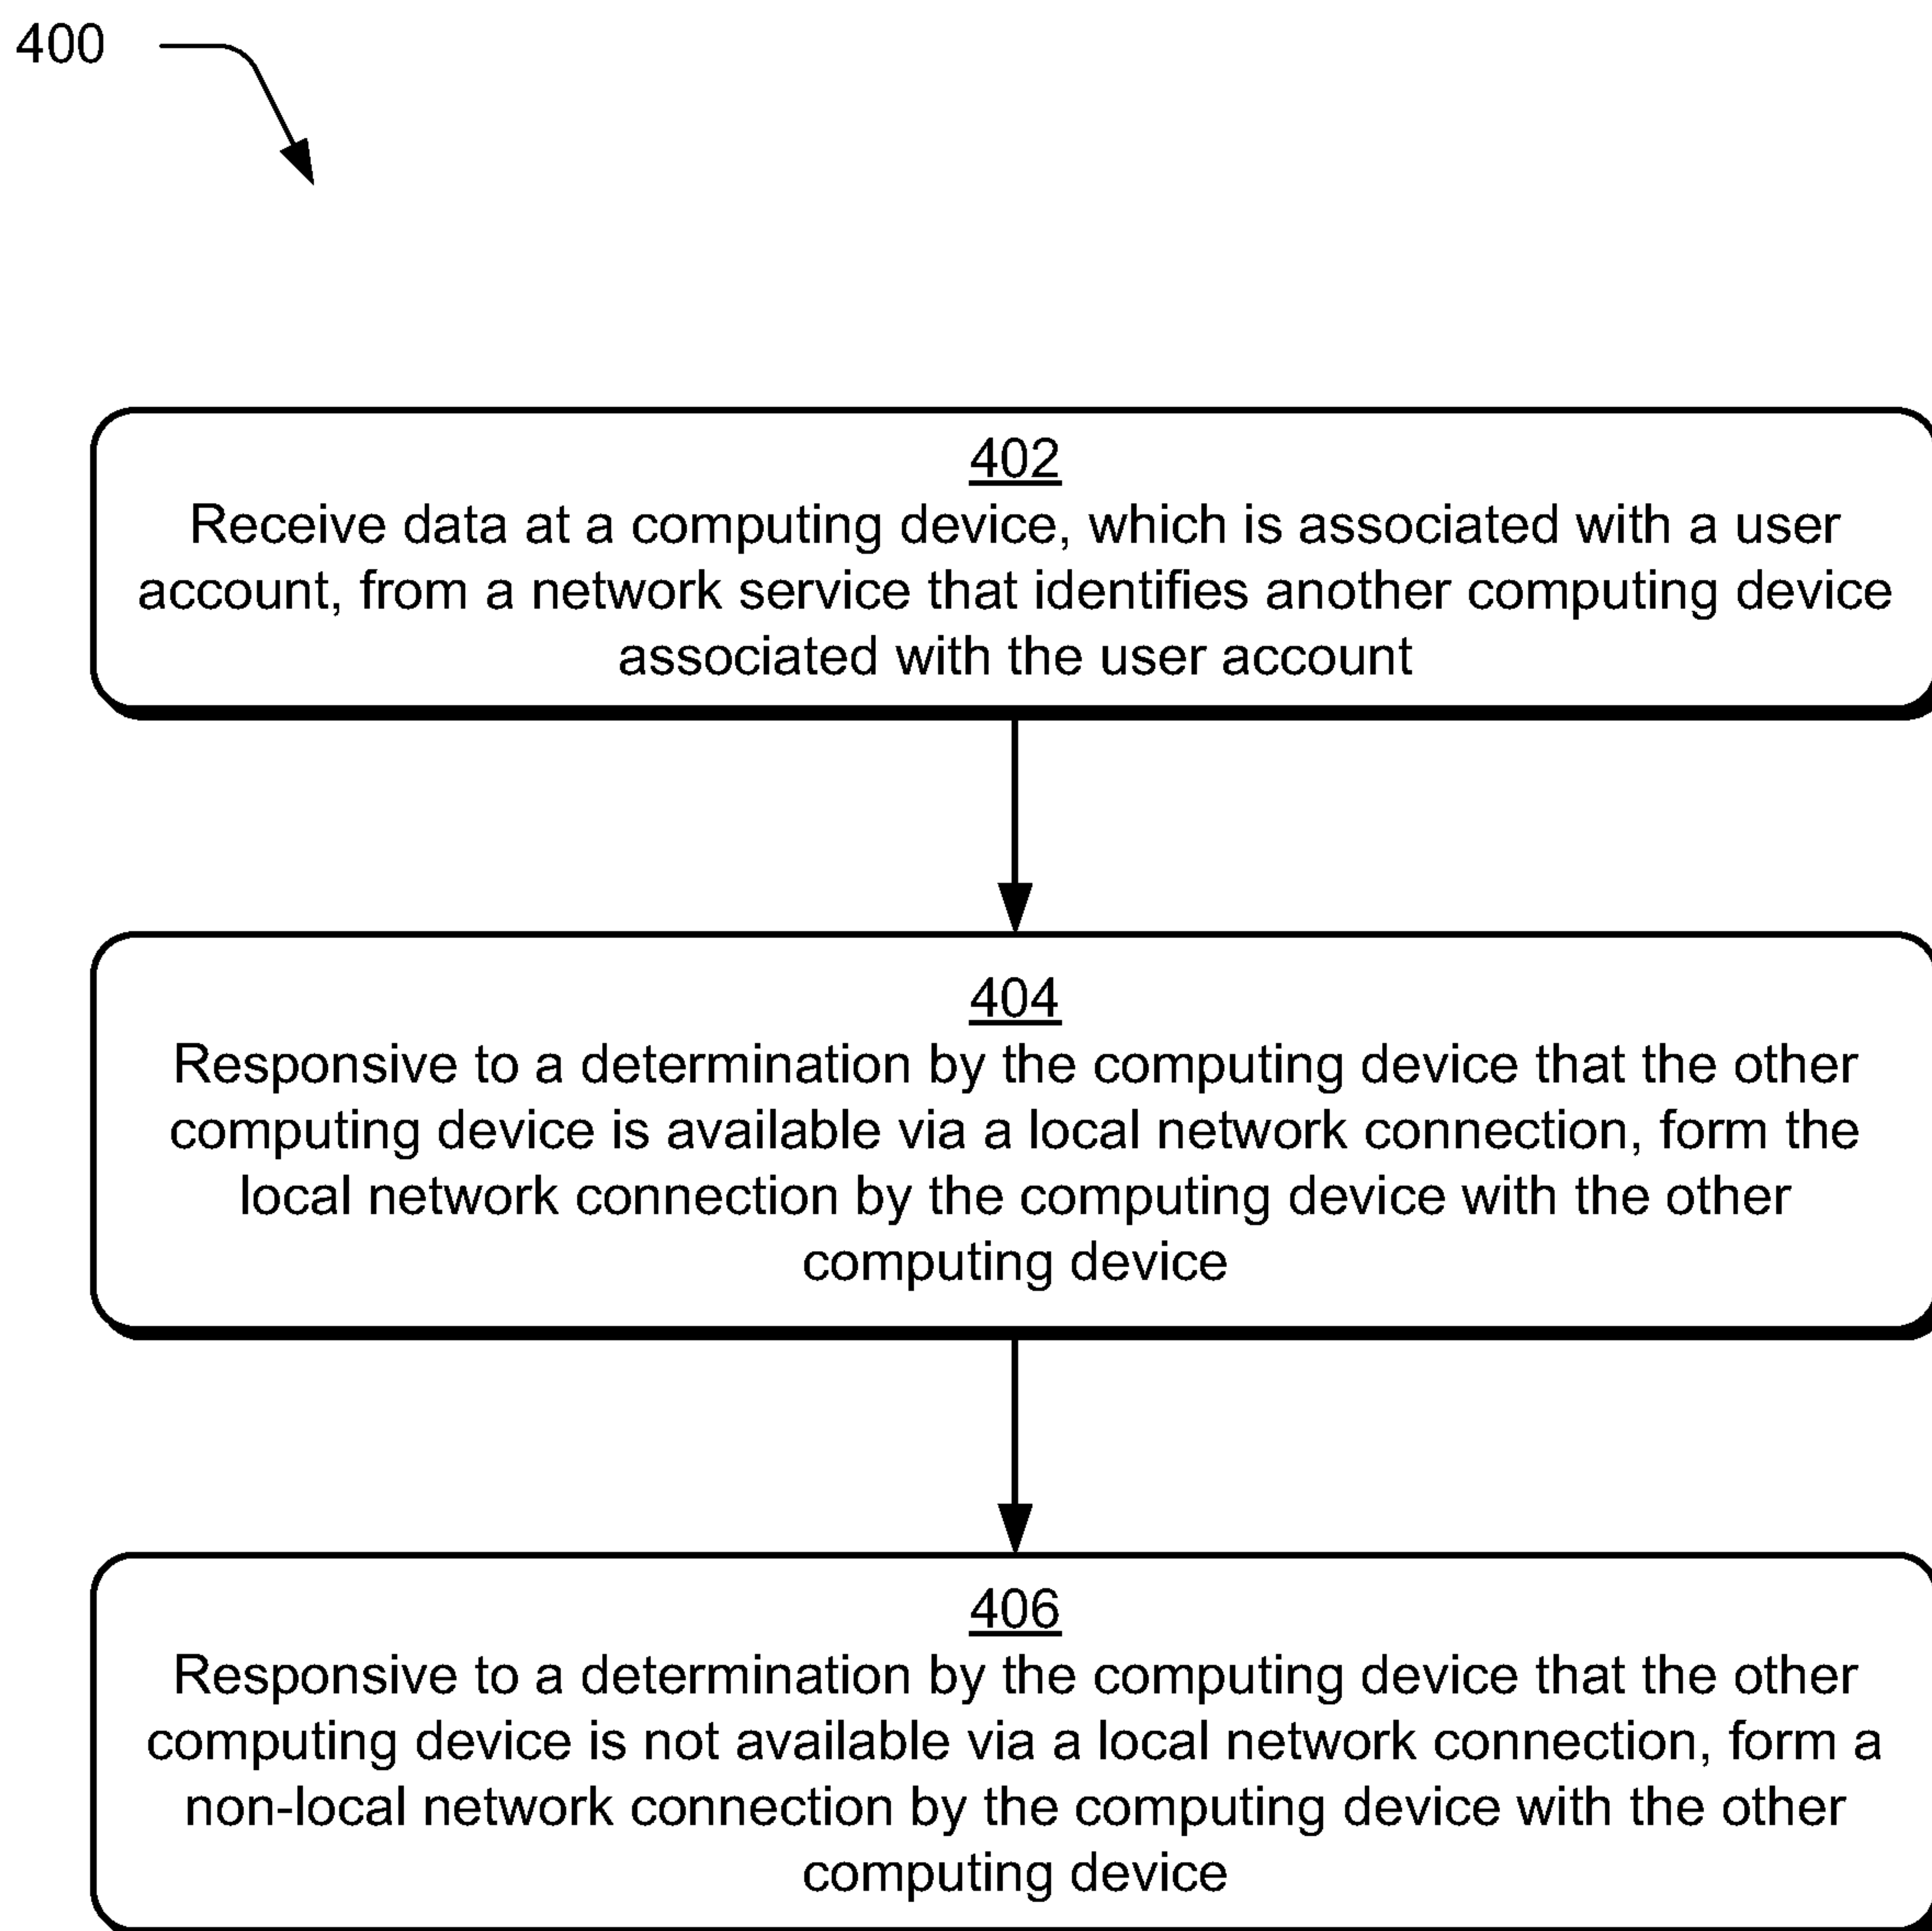 400
402
Receive data at a computing device, which is associated with a user
account, from a network service that identifies another computing device
associated with the user account
404
Responsive to a determination by the computing device that the other
computing device is available via a local network connection, form the
local network connection by the computing device with the other
computing device
406
Responsive to a determination by the computing device that the other
computing device is not available via a local network connection, form a
non-local network connection by the computing device with the other
computing device